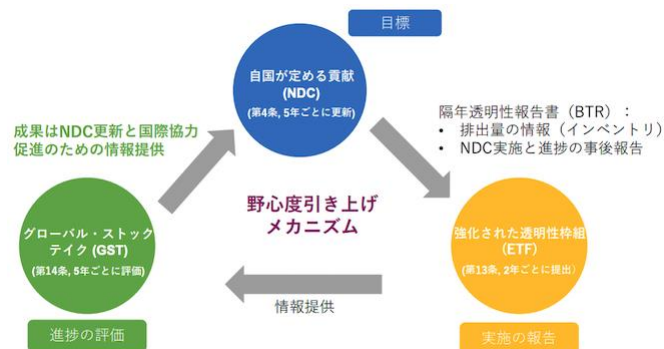 目標
自国が定める貢献
(NDC)
(第4条, 5年ごとに更新)
隔年透明性報告書（BTR）：
• 排出量の情報（インベントリ）
• NDC実施と進捗の事後報告
成果はNDC更新と国際協力
促進のための情報提供
野心度引き上げ
メカニズム
グローバル・ストック
テイク (GST)
(第14条, 5年ごとに評価)
強化された透明性枠組
(ETF)
(第13条, 2年ごとに提出）
情報提供
進捗の評価
実施の報告